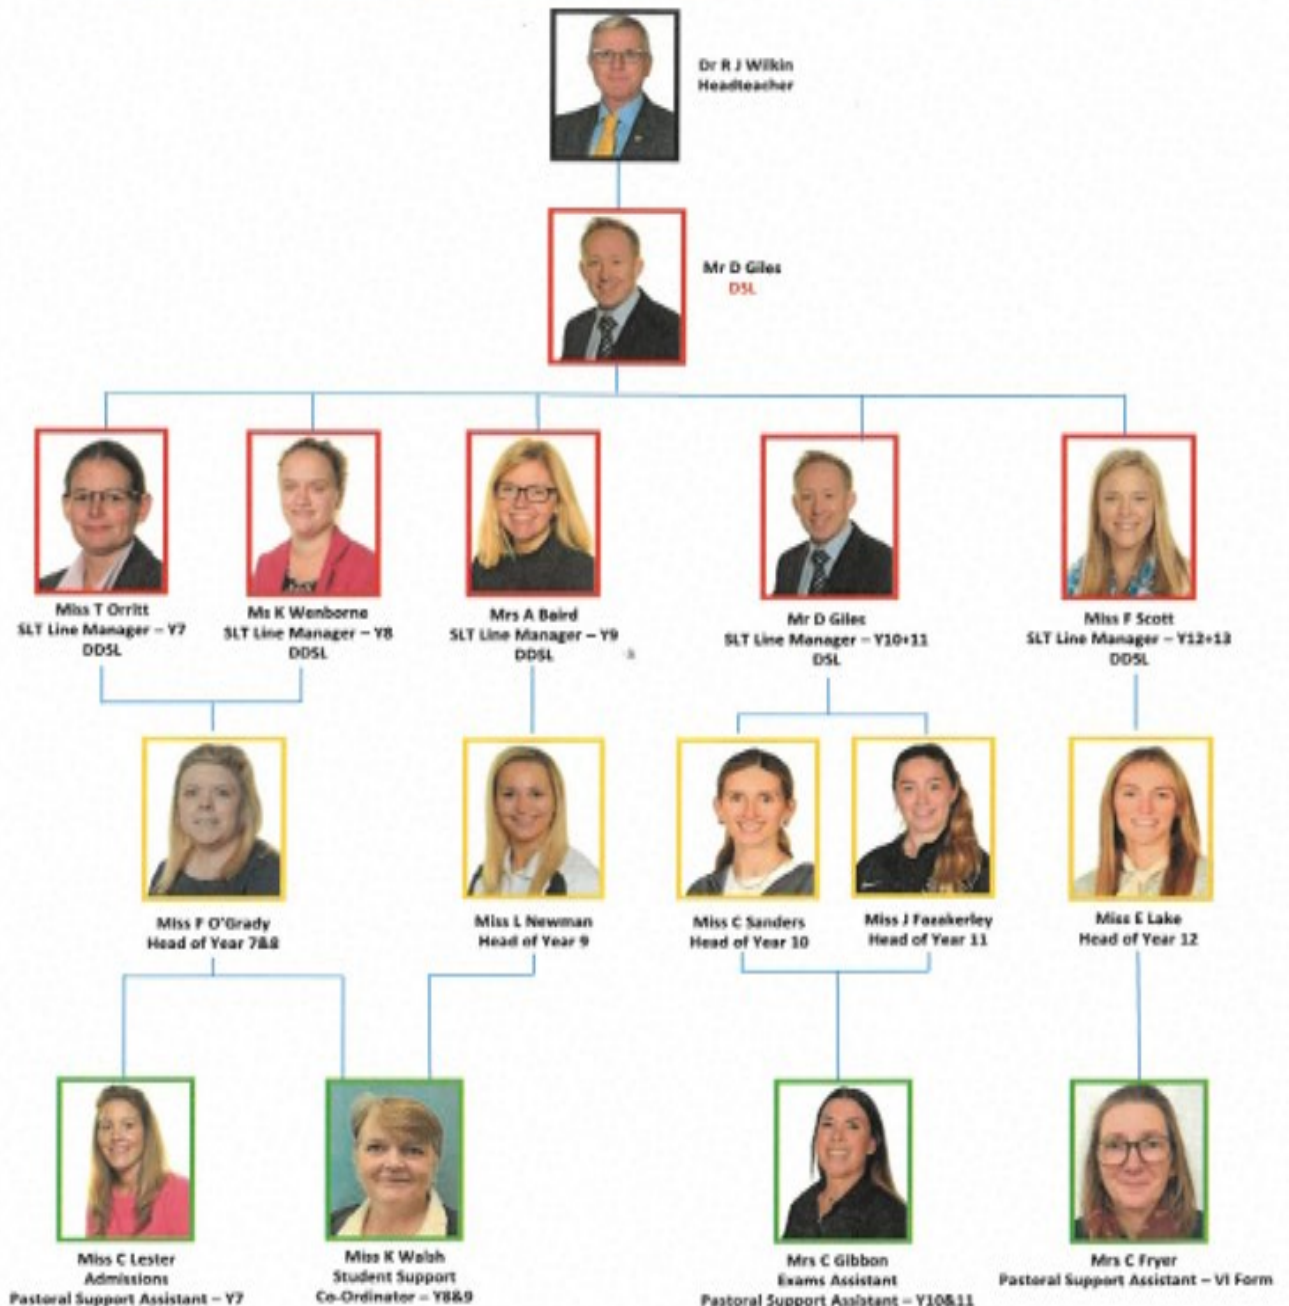 Dr R J Wilkin
Headteacher
Mr D Giles
DSL
Miss T Orritt
SLT Line Manager – Y7
DDSL
Ms K Wenborne
SLT Line Manager – Y8
DDSL
Mrs A Baird
SLT Line Manager – Y9
DDSL
Mr D Giles
SLT Line Manager – Y10+11
DSL
Miss F Scott
SLT Line Manager – Y12+13
DDSL
Miss F O'Grady
Head of Year 7&8
Miss L Newman
Head of Year 9
Miss C Sanders
Head of Year 10
Miss J Fazakerley
Head of Year 11
Miss E Lake
Head of Year 12
Miss C Lester
Admissions
Pastoral Support Assistant – Y7
Miss K Walsh
Student Support
Co-Ordinator – Y8&9
Mrs C Gibbon
Exams Assistant
Pastoral Support Assistant – Y10&11
Mrs C Fryer
Pastoral Support Assistant – VI Form